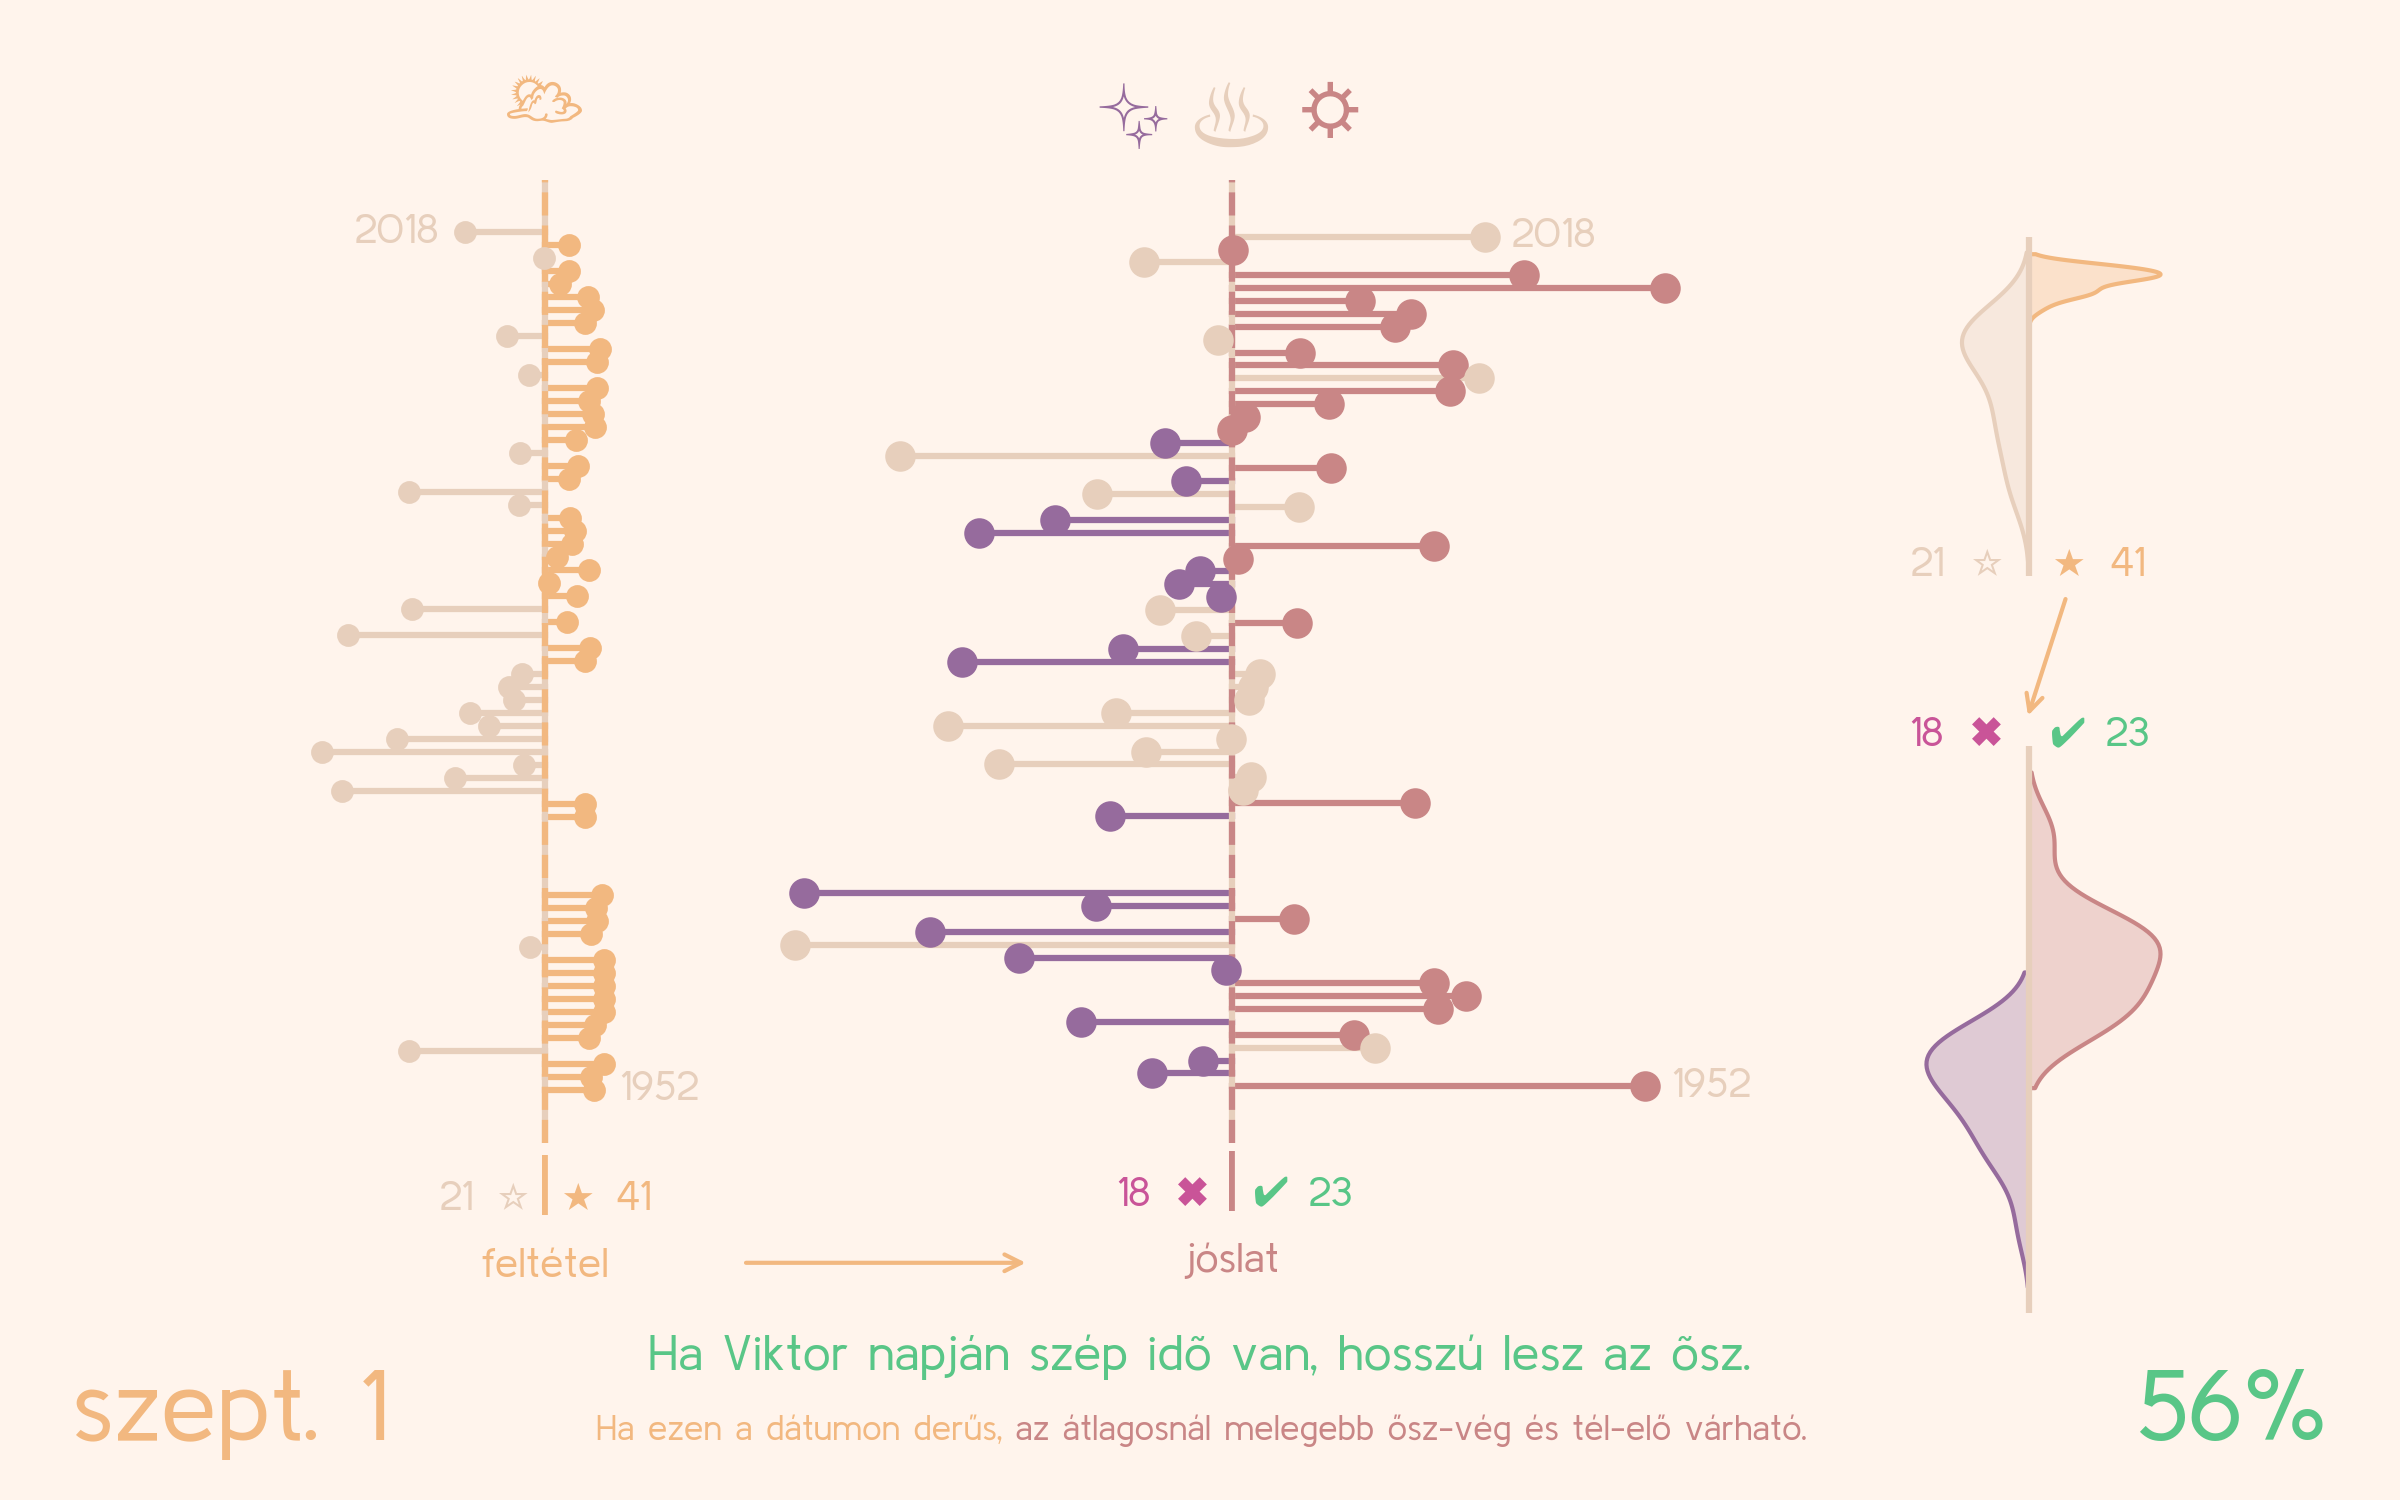 2018
2018
1952
1952
21 ☆ ★ 41
18 ✖ ✔ 23
21 ☆ ★ 41
18 ✖ ✔ 23
feltétel
jóslat
Ha Viktor napján szép idõ van, hosszú lesz az õsz.
szept. 1
Ha ezen a dátumon derűs, az átlagosnál melegebb ősz-vég és tél-elő várható.
56%